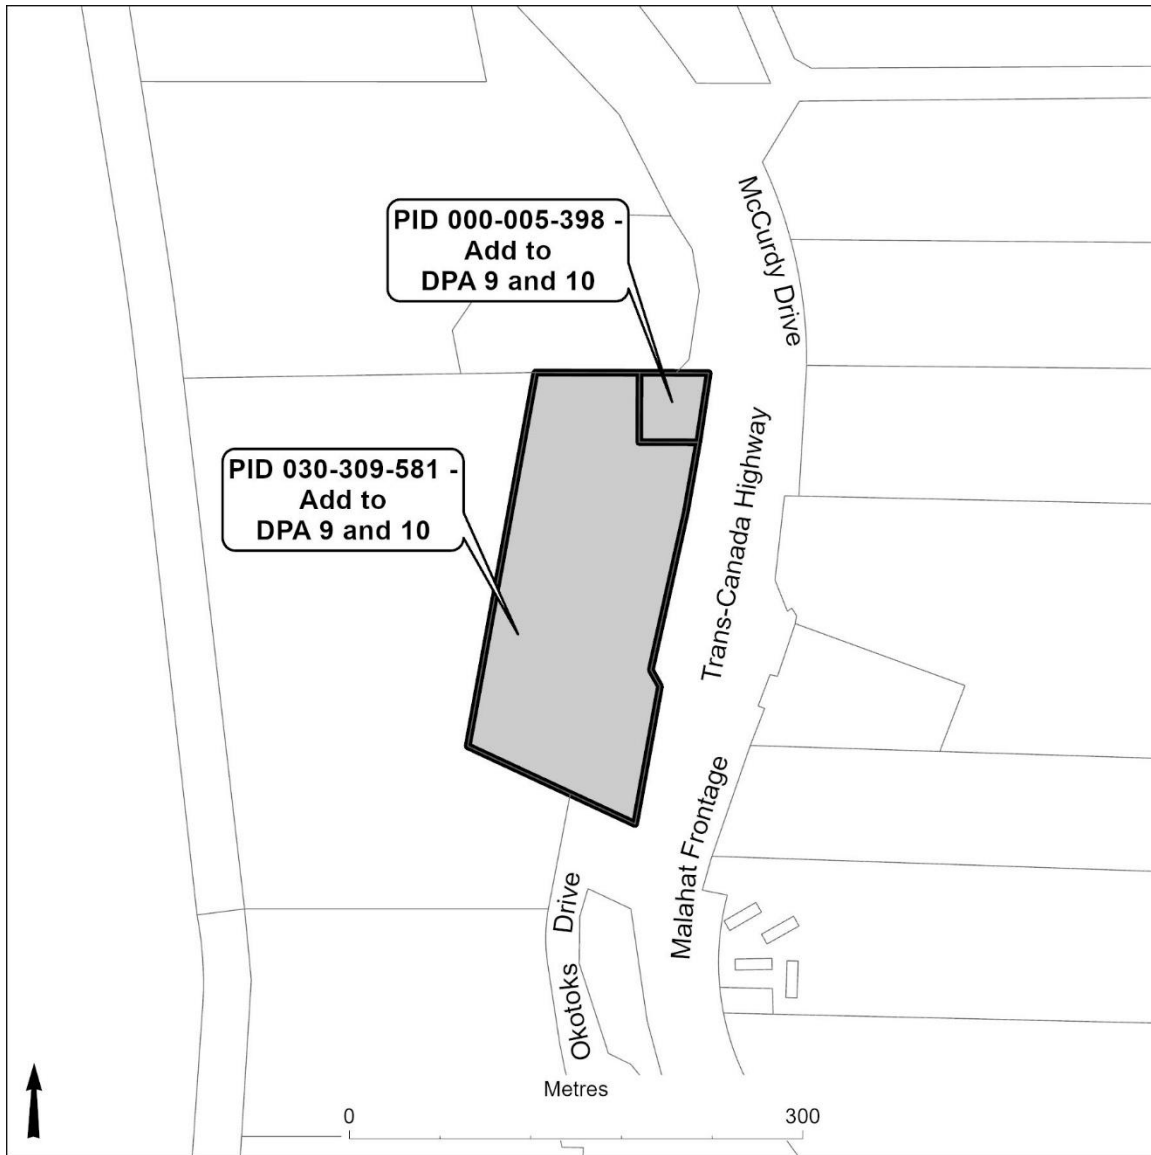 PID 000-005-398 -
Add to
DPA 9 and 10
McCurdy Drive
PID 030-309-581 -
Add to
DPA 9 and 10
Trans-Canada Highway
Malahat Frontage
Okotoks Drive
Metres
0 300